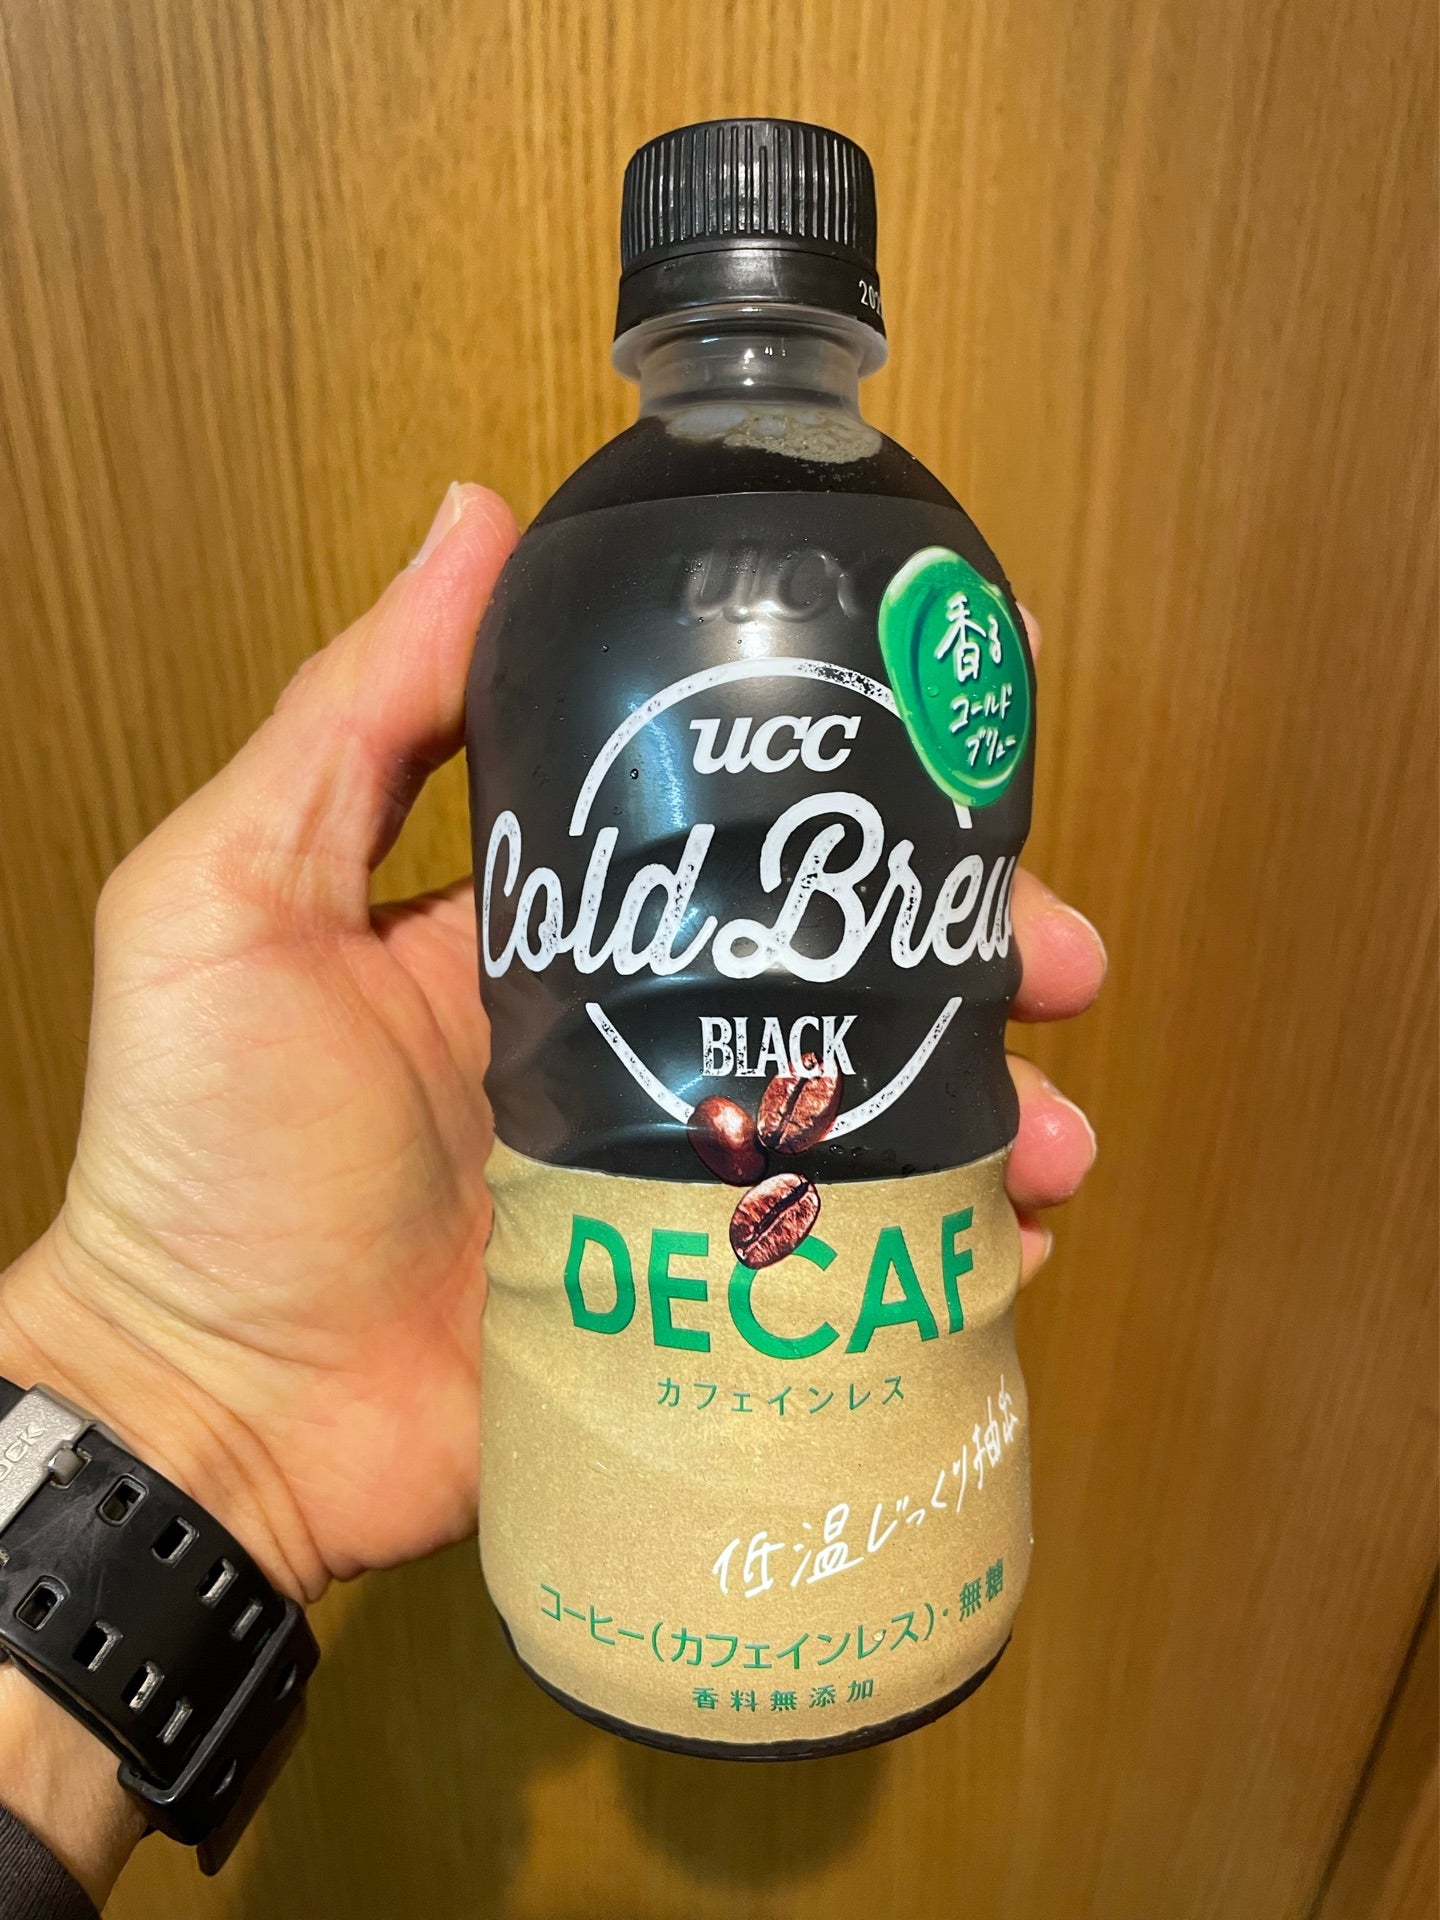 202
ucc
香る
コールド
ブリュー
ucc
Cold Brew
BLACK
DECAF
カフェインレス
低温じっくり抽出
コーヒー(カフェインレス)・無糖
香料無添加